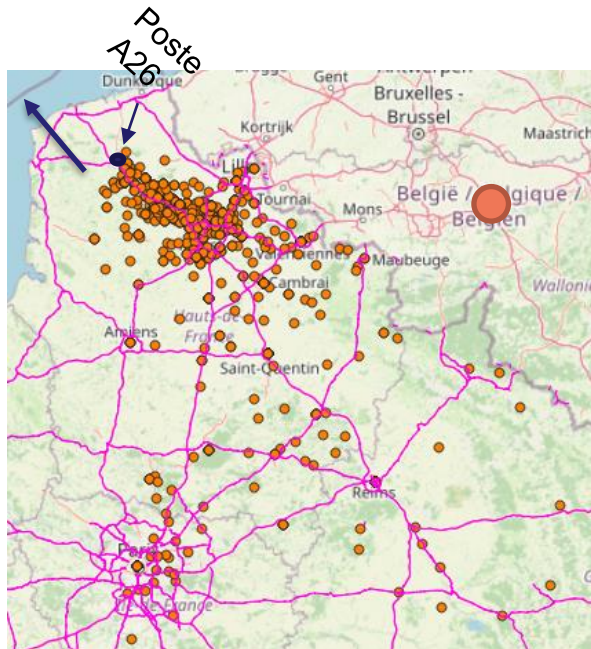 Poste
A26
Dunkerque
Gent
Antwerpen
Bruxelles -
Brussel
Kortrijk
Maastrich
Lille
Tournai
België / Belgique /
Belgien
Mons
Valenciennes
Maubeuge
Cambrai
Wallonie
Hauts-de-
France
Amiens
Saint-Quentin
Reims
Paris
Île-de-France